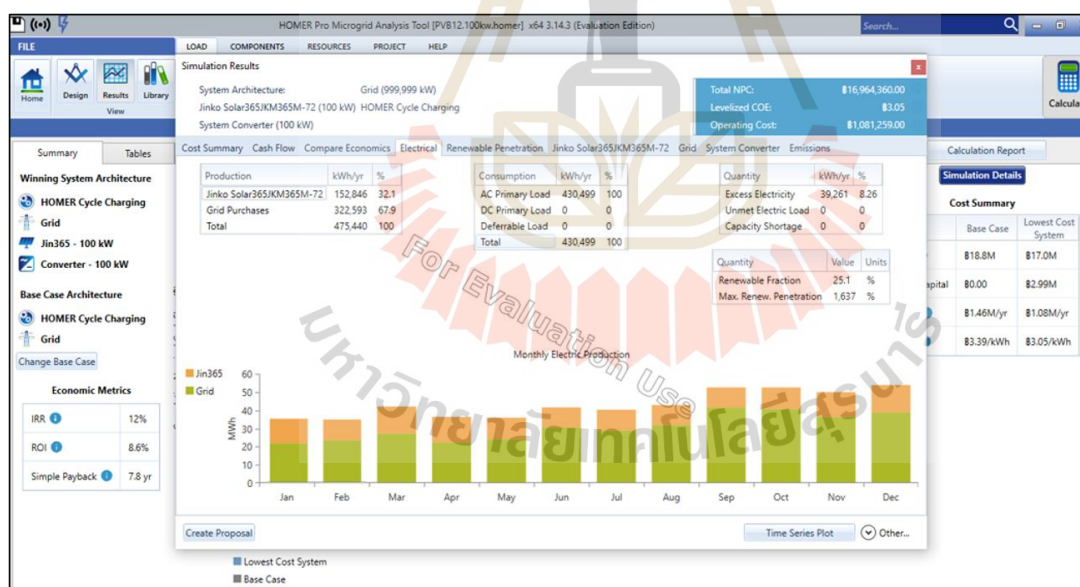 HOMER Pro Microgrid Analysis Tool [PVB12.100kw.homer] x64 3.14.3 (Evaluation Edition)
Search...
FILE
LOAD COMPONENTS RESOURCES PROJECT HELP
Home
Design
Results
Library
View
Calcula
Simulation Results
x
System Architecture: Grid (999,999 kW)
Jinko Solar365JKM365M-72 (100 kW) HOMER Cycle Charging
System Converter (100 kW)
Total NPC: ฿16,964,360.00
Levelized COE: ฿3.05
Operating Cost: ฿1,081,259.00
Cost Summary Cash Flow Compare Economics Electrical Renewable Penetration Jinko Solar365JKM365M-72 Grid System Converter Emissions
Production kWh/yr %
Jinko Solar365JKM365M-72 152,846 32.1
Grid Purchases 322,593 67.9
Total 475,440 100
Consumption kWh/yr %
AC Primary Load 430,499 100
DC Primary Load 0 0
Deferrable Load 0 0
Total 430,499 100
Quantity kWh/yr %
Excess Electricity 39,261 8.26
Unmet Electric Load 0 0
Capacity Shortage 0 0
Quantity Value Units
Renewable Fraction 25.1 %
Max. Renew. Penetration 1,637 %
For Evaluation Use
Monthly Electric Production
Jin365
Grid
MWh
60
50
40
30
20
10
0
Jan Feb Mar Apr May Jun Jul Aug Sep Oct Nov Dec
มหาวิทยาลัยเทคโนโลยีสุรนารี
Create Proposal
Time Series Plot
Other...
Summary Tables
Winning System Architecture
HOMER Cycle Charging
Grid
Jin365 - 100 kW
Converter - 100 kW
Base Case Architecture
HOMER Cycle Charging
Grid
Change Base Case
Economic Metrics
IRR 12%
ROI 8.6%
Simple Payback 7.8 yr
Calculation Report
Simulation Details
Cost Summary
Base Case Lowest Cost System
฿18.8M ฿17.0M
apital ฿0.00 ฿2.99M
฿1.46M/yr ฿1.08M/yr
฿3.39/kWh ฿3.05/kWh
Lowest Cost System
Base Case